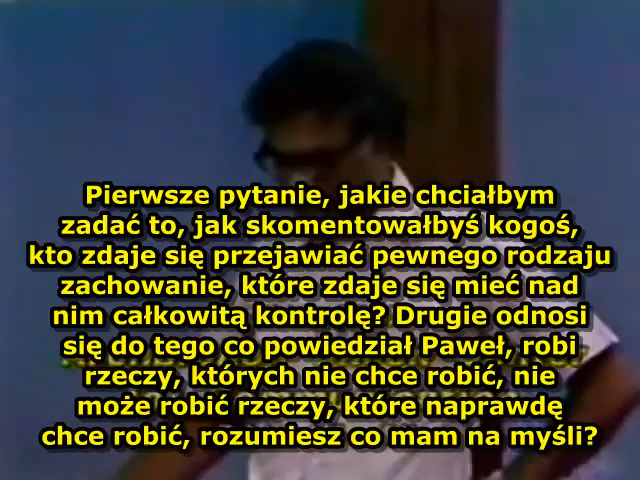 Pierwsze pytanie, jakie chciałbym
zadać to, jak skomentowałbyś kogoś,
kto zdaje się przejawiać pewnego rodzaju
zachowanie, które zdaje się mieć nad
nim całkowitą kontrolę? Drugie odnosi
się do tego co powiedział Paweł, robi
rzeczy, których nie chce robić, nie
może robić rzeczy, które naprawdę
chce robić, rozumiesz co mam na myśli?